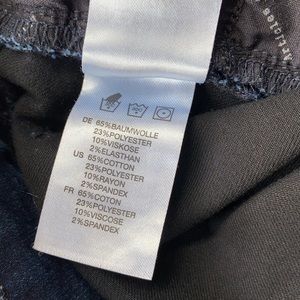 Articles
DE 65%BAUMWOLLE
23%POLYESTER
10%VISKOSE
2%ELASTHAN
US 65%COTTON
23%POLYESTER
10%RAYON
2%SPANDEX
FR 65%COTON
23%POLYESTER
10%VISCOSE
2%SPANDEX